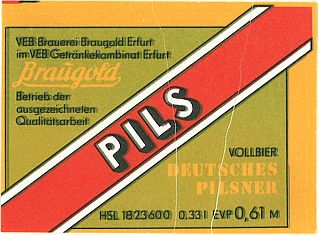 VEB Brauerei Braugold Erfurt
im VEB Getränkekombinat Erfurt
Braugold
Betrieb der
ausgezeichneten
Qualitätsarbeit
PILS
VOLLBIER
DEUTSCHES
PILSNER
HSL 1823600 0,33 l EVP 0,61 M